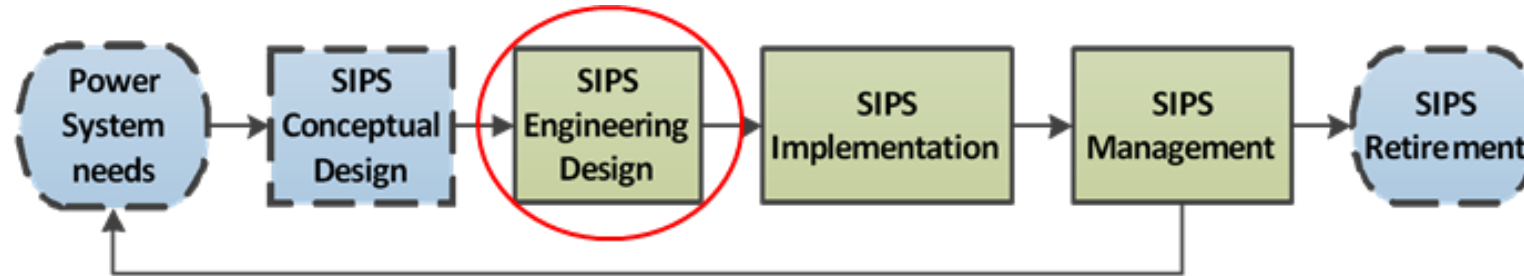 Power
System
needs
SIPS
Conceptual
Design
SIPS
Engineering
Design
SIPS
Implementation
SIPS
Management
SIPS
Retirement